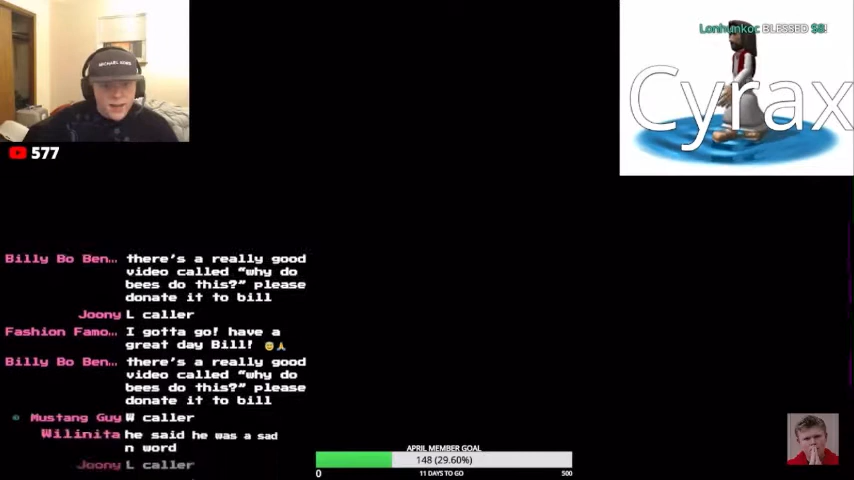 MICHAEL KORS
Lonhunkoc BLESSED $8!
Cyrax
577
Billy Bo Ben… there's a really good
video called "why do
bees do this?" please
donate it to bill
Joony L caller
Fashion Famo… I gotta go! have a
great day Bill! 😇🙏
Billy Bo Ben… there's a really good
video called "why do
bees do this?" please
donate it to bill
Mustang Guy W caller
Wilinita he said he was a sad
n word
Joony L caller
APRIL MEMBER GOAL
148 (29.60%)
0 11 DAYS TO GO 500